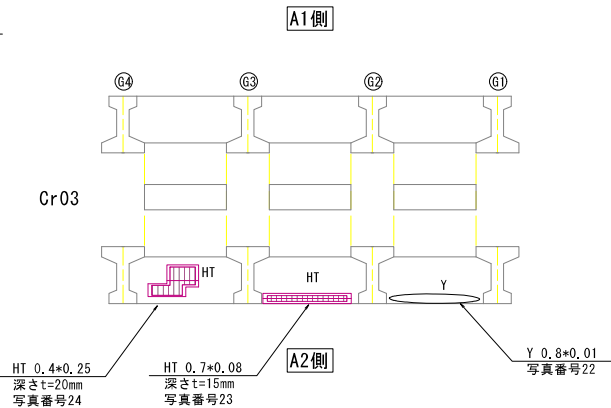 A1側
G4
G3
G2
G1
Cr03
HT
HT
Y
HT 0.4*0.25
深さt=20mm
写真番号24
HT 0.7*0.08
深さt=15mm
写真番号23
A2側
Y 0.8*0.01
写真番号22